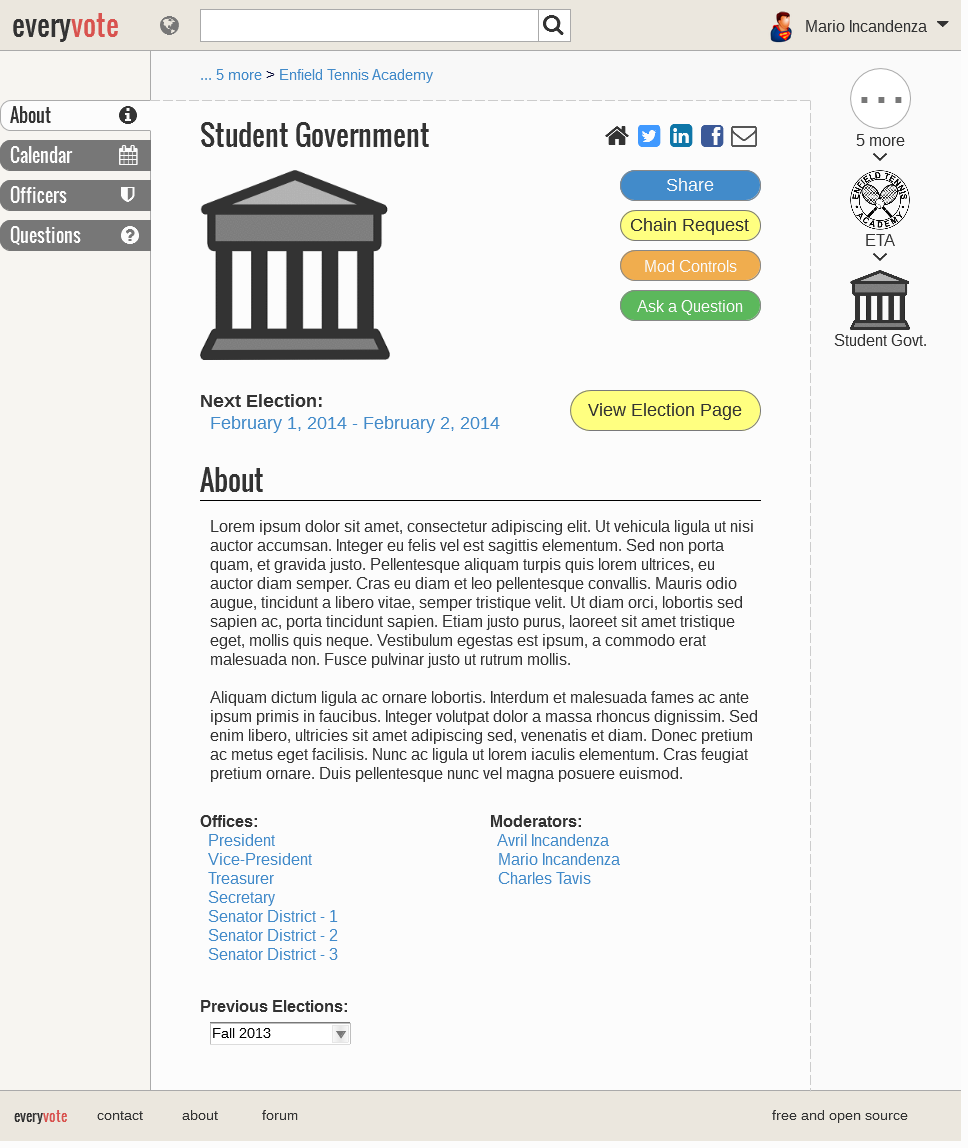 everyvote
Mario Incandenza
... 5 more > Enfield Tennis Academy
About
Calendar
Officers
Questions
Student Government
Share
Chain Request
Mod Controls
Ask a Question
5 more
ENFIELD TENNIS
ACADEMY
ETA
Student Govt.
Next Election:
February 1, 2014 - February 2, 2014
View Election Page
About
Lorem ipsum dolor sit amet, consectetur adipiscing elit. Ut vehicula ligula ut nisi
auctor accumsan. Integer eu felis vel est sagittis elementum. Sed non porta
quam, et gravida justo. Pellentesque aliquam turpis quis lorem ultrices, eu
auctor diam semper. Cras eu diam et leo pellentesque convallis. Mauris odio
augue, tincidunt a libero vitae, semper tristique velit. Ut diam orci, lobortis sed
sapien ac, porta tincidunt sapien. Etiam justo purus, laoreet sit amet tristique
eget, mollis quis neque. Vestibulum egestas est ipsum, a commodo erat
malesuada non. Fusce pulvinar justo ut rutrum mollis.
Aliquam dictum ligula ac ornare lobortis. Interdum et malesuada fames ac ante
ipsum primis in faucibus. Integer volutpat dolor a massa rhoncus dignissim. Sed
enim libero, ultricies sit amet adipiscing sed, venenatis et diam. Donec pretium
ac metus eget facilisis. Nunc ac ligula ut lorem iaculis elementum. Cras feugiat
pretium ornare. Duis pellentesque nunc vel magna posuere euismod.
Offices:
President
Vice-President
Treasurer
Secretary
Senator District - 1
Senator District - 2
Senator District - 3
Moderators:
Avril Incandenza
Mario Incandenza
Charles Tavis
Previous Elections:
Fall 2013
everyvote contact about forum free and open source